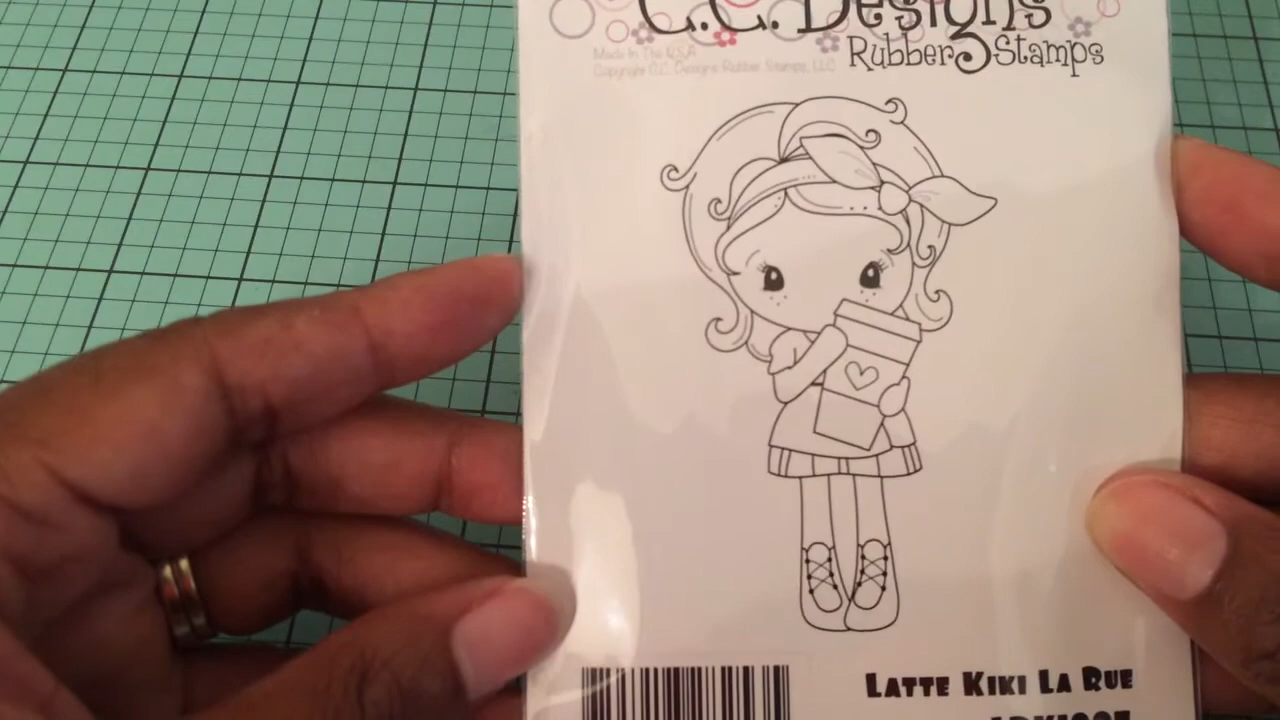 C.C. Designs
Rubber Stamps
Made In The U.S.A
Copyright C.C. Designs Rubber Stamps, LLC
LATTE KIKI LA RUE